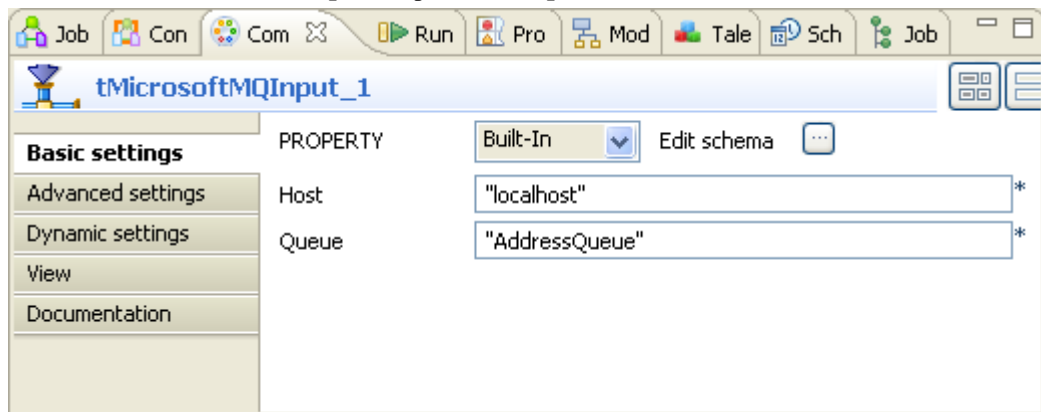 Job Con Com Run Pro Mod Tale Sch Job
tMicrosoftMQInput_1
Basic settings
PROPERTY Built-In Edit schema ...
Advanced settings
Host "localhost" *
Dynamic settings
Queue "AddressQueue" *
View
Documentation